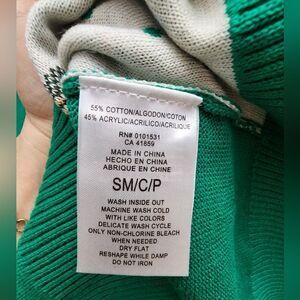 55% COTTON/ALGODON/COTON
45% ACRYLIC/ACRILICO/ACRILIQUE
RN# 0101531
CA 41859
MADE IN CHINA
HECHO EN CHINA
ABRIQUE EN CHINE
SM/C/P
WASH INSIDE OUT
MACHINE WASH COLD
WITH LIKE COLORS
DELICATE WASH CYCLE
ONLY NON-CHLORINE BLEACH
WHEN NEEDED
DRY FLAT
RESHAPE WHILE DAMP
DO NOT IRON